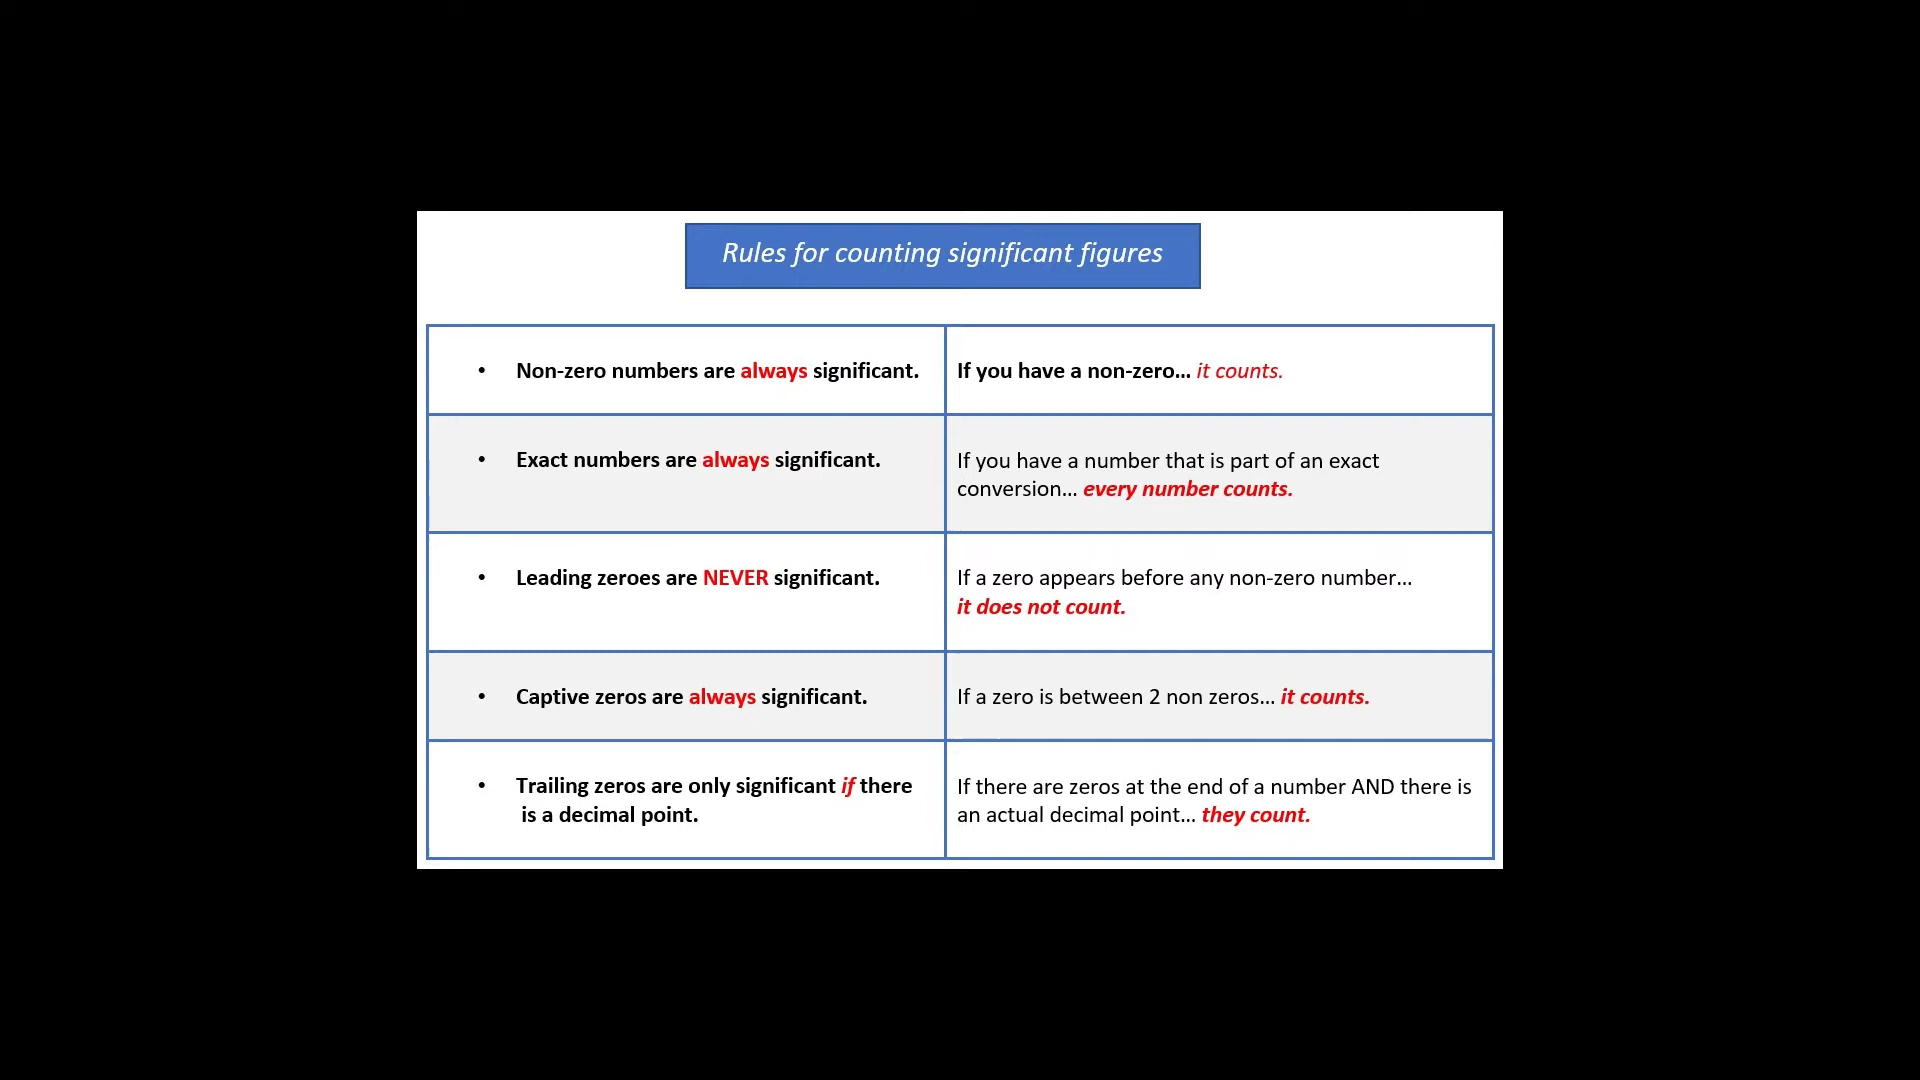 Rules for counting significant figures
• Non-zero numbers are always significant.
If you have a non-zero... it counts.
• Exact numbers are always significant.
If you have a number that is part of an exact
conversion... every number counts.
• Leading zeroes are NEVER significant.
If a zero appears before any non-zero number...
it does not count.
• Captive zeros are always significant.
If a zero is between 2 non zeros... it counts.
• Trailing zeros are only significant if there
is a decimal point.
If there are zeros at the end of a number AND there is
an actual decimal point... they count.